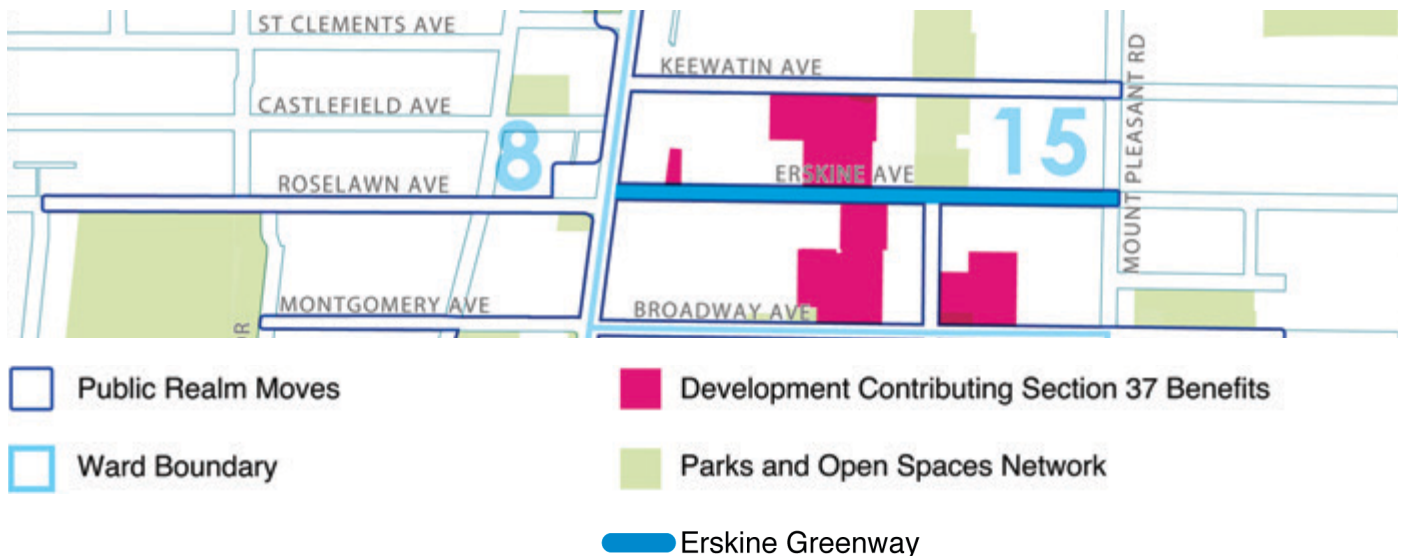 ST CLEMENTS AVE
KEEWATIN AVE
CASTLEFIELD AVE
MOUNT PLEASANT RD
8
15
ERSKINE AVE
ROSELAWN AVE
MONTGOMERY AVE
BROADWAY AVE
DR
Public Realm Moves
Development Contributing Section 37 Benefits
Ward Boundary
Parks and Open Spaces Network
Erskine Greenway